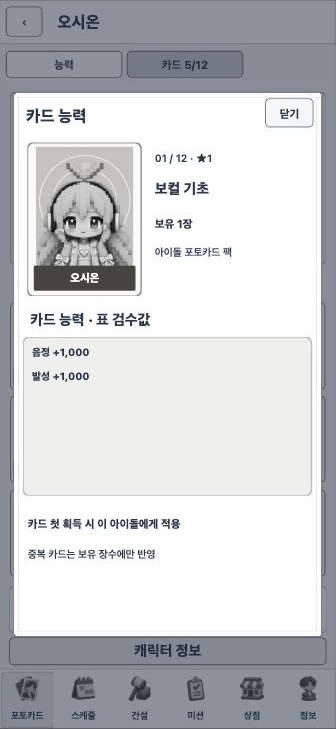 ‹
오시온
능력
카드 5/12
카드 능력
닫기
01 / 12 · ★1
보컬 기초
보유 1장
아이돌 포토카드 팩
오시온
카드 능력 · 표 검수값
음정 +1,000
발성 +1,000
카드 첫 획득 시 이 아이돌에게 적용
중복 카드는 보유 장수에만 반영
캐릭터 정보
포토카드
스케줄
건설
미션
상점
정보